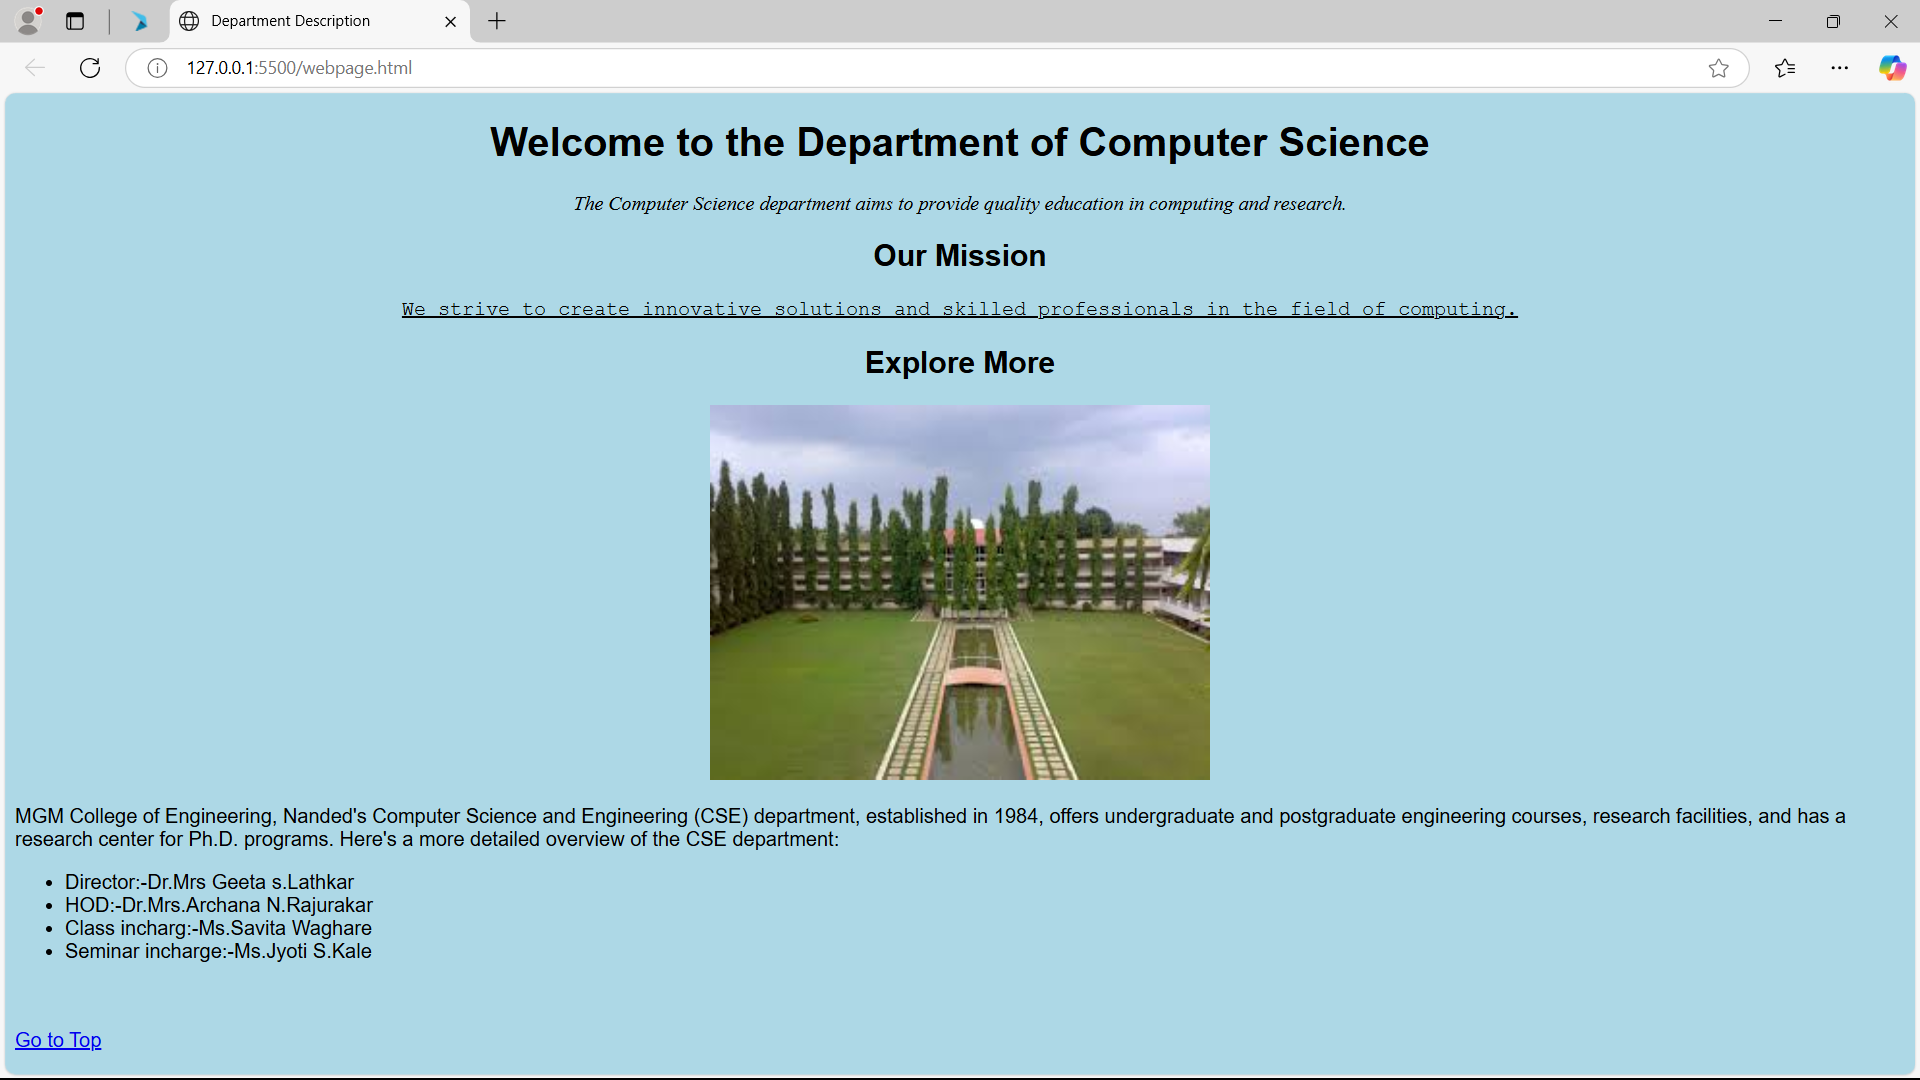 Department Description
127.0.0.1:5500/webpage.html
Welcome to the Department of Computer Science
The Computer Science department aims to provide quality education in computing and research.
Our Mission
We strive to create innovative solutions and skilled professionals in the field of computing.
Explore More
MGM College of Engineering, Nanded's Computer Science and Engineering (CSE) department, established in 1984, offers undergraduate and postgraduate engineering courses, research facilities, and has a
research center for Ph.D. programs. Here's a more detailed overview of the CSE department:
• Director:-Dr.Mrs Geeta s.Lathkar
• HOD:-Dr.Mrs.Archana N.Rajurakar
• Class incharg:-Ms.Savita Waghare
• Seminar incharge:-Ms.Jyoti S.Kale
Go to Top